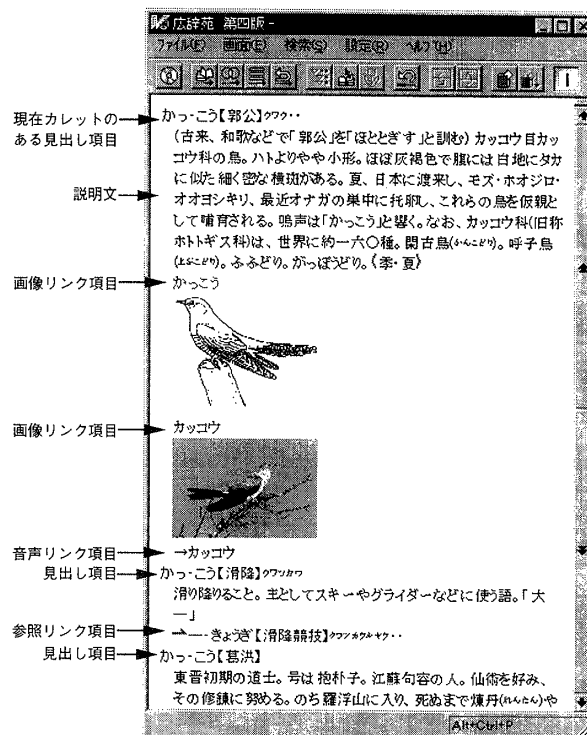 広辞苑 第四版 -
ファイル(F) 画面(E) 検索(S) 設定(R) ヘルプ(H)
現在カレットの
ある見出し項目
かっ‐こう【郭公】クワク‥
(古来、和歌などで「郭公」を「ほととぎす」と訓む) カッコウ目カッ
コウ科の鳥。ハトよりやや小形。ほぼ灰褐色で腹には白地にタカ
に似た細く密な横斑がある。夏、日本に渡来し、モズ・ホオジロ・
説明文
オオヨシキリ、最近オナガの巣中に托卵し、これらの鳥を仮親と
して哺育される。鳴声は「かっこう」と響く。なお、カッコウ科(旧称
ホトトギス科)は、世界に約一六〇種。閑古鳥(かんこどり)。呼子鳥
(よぶこどり)。ふふどり。がっぽうどり。《季・夏》
画像リンク項目
かっこう
画像リンク項目
カッコウ
音声リンク項目
→カッコウ
見出し項目
かっ‐こう【滑降】クワツカウ
滑り降りること。主としてスキーやグライダーなどに使う語。「大
―」
参照リンク項目
→―‐きょうぎ【滑降競技】
見出し項目
かっ‐こう【葛洪】
東晋初期の道士。号は抱朴子。江蘇句容の人。仙術を好み、
その修錬に努める。のち羅浮山に入り、死ぬまで煉丹(れんたん)や
Alt+Ctrl+P